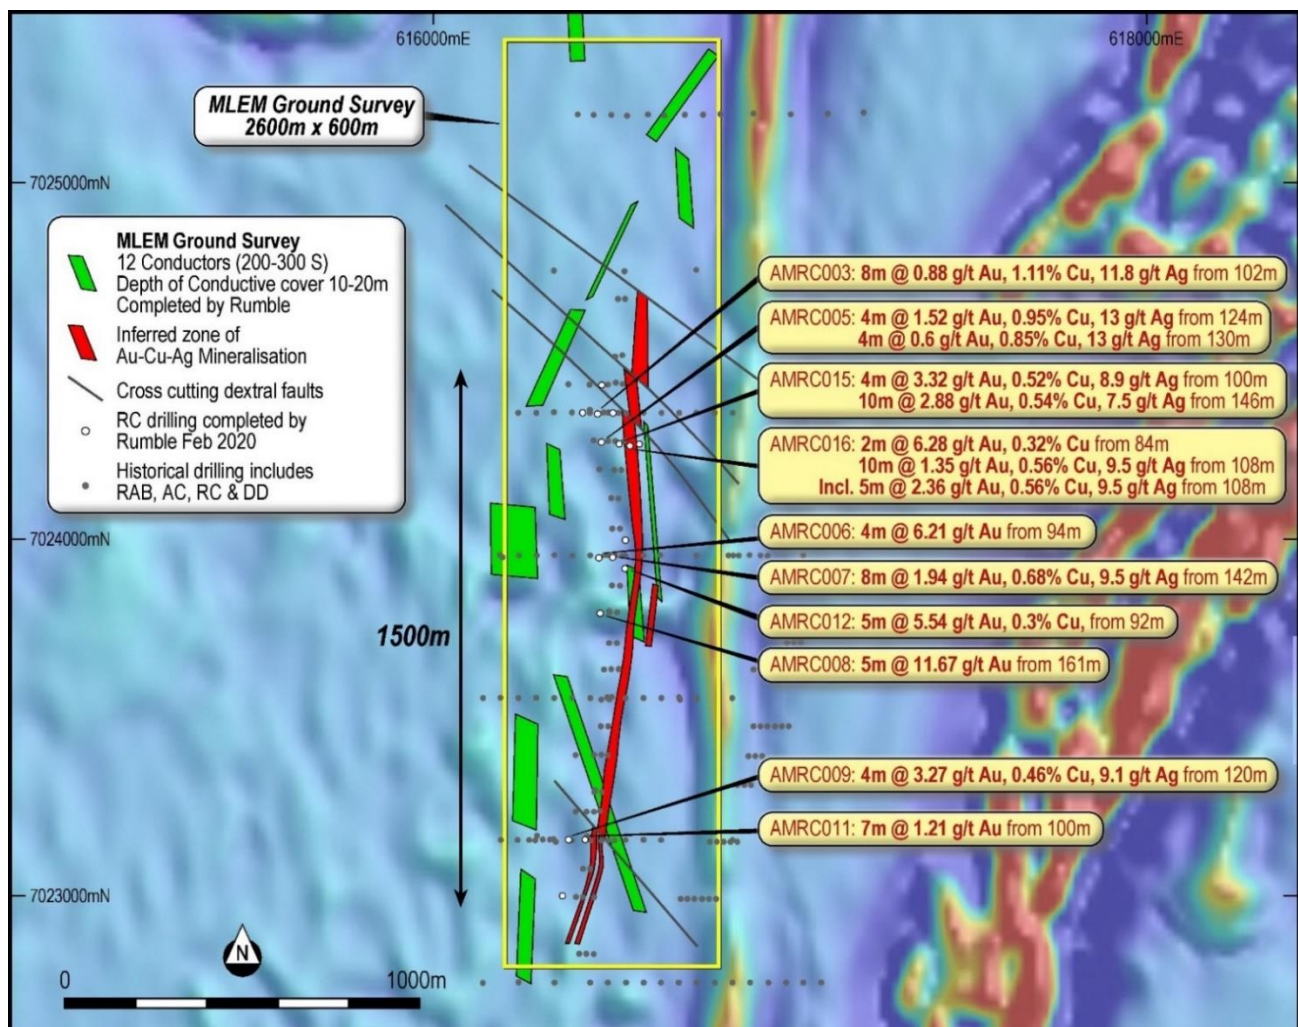 616000mE
618000mE
MLEM Ground Survey
2600m x 600m
7025000mN
MLEM Ground Survey
12 Conductors (200-300 S)
Depth of Conductive cover 10-20m
Completed by Rumble
Inferred zone of
Au-Cu-Ag Mineralisation
Cross cutting dextral faults
RC drilling completed by
Rumble Feb 2020
Historical drilling includes
RAB, AC, RC & DD
AMRC003: 8m @ 0.88 g/t Au, 1.11% Cu, 11.8 g/t Ag from 102m
AMRC005: 4m @ 1.52 g/t Au, 0.95% Cu, 13 g/t Ag from 124m
4m @ 0.6 g/t Au, 0.85% Cu, 13 g/t Ag from 130m
AMRC015: 4m @ 3.32 g/t Au, 0.52% Cu, 8.9 g/t Ag from 100m
10m @ 2.88 g/t Au, 0.54% Cu, 7.5 g/t Ag from 146m
AMRC016: 2m @ 6.28 g/t Au, 0.32% Cu from 84m
10m @ 1.35 g/t Au, 0.56% Cu, 9.5 g/t Ag from 108m
Incl. 5m @ 2.36 g/t Au, 0.56% Cu, 9.5 g/t Ag from 108m
7024000mN
AMRC006: 4m @ 6.21 g/t Au from 94m
AMRC007: 8m @ 1.94 g/t Au, 0.68% Cu, 9.5 g/t Ag from 142m
AMRC012: 5m @ 5.54 g/t Au, 0.3% Cu, from 92m
1500m
AMRC008: 5m @ 11.67 g/t Au from 161m
AMRC009: 4m @ 3.27 g/t Au, 0.46% Cu, 9.1 g/t Ag from 120m
AMRC011: 7m @ 1.21 g/t Au from 100m
7023000mN
N
0
1000m